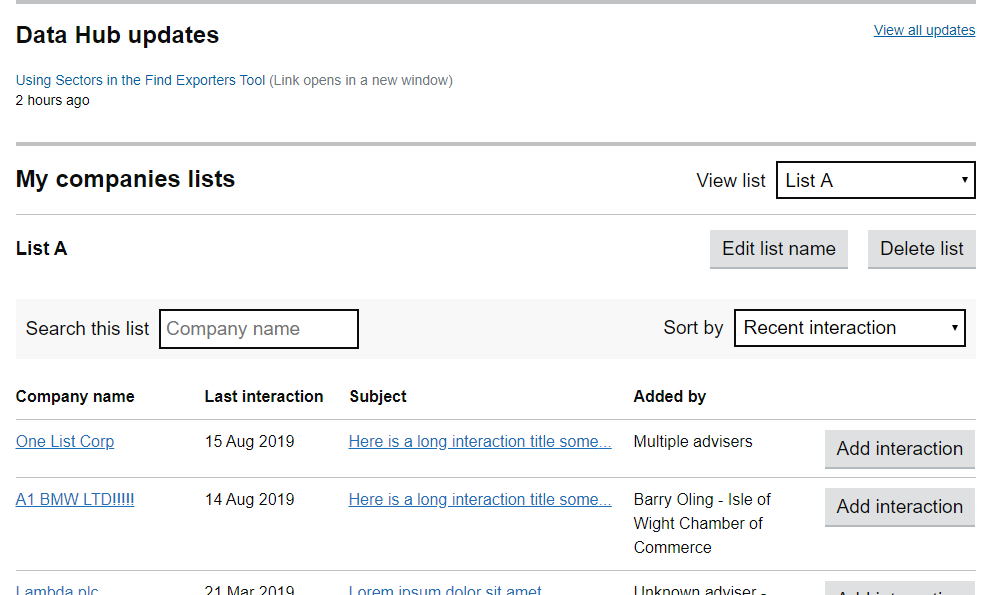 Data Hub updates
View all updates
Using Sectors in the Find Exporters Tool (Link opens in a new window)
2 hours ago
My companies lists
View list
List A
List A
Edit list name
Delete list
Search this list
Company name
Sort by
Recent interaction
Company name
Last interaction
Subject
Added by
One List Corp
15 Aug 2019
Here is a long interaction title some...
Multiple advisers
Add interaction
A1 BMW LTD!!!!!
14 Aug 2019
Here is a long interaction title some...
Barry Oling - Isle of
Wight Chamber of
Commerce
Add interaction
Lambda plc
21 Mar 2019
Lorem ipsum dolor sit amet
Unknown adviser -
Add interaction